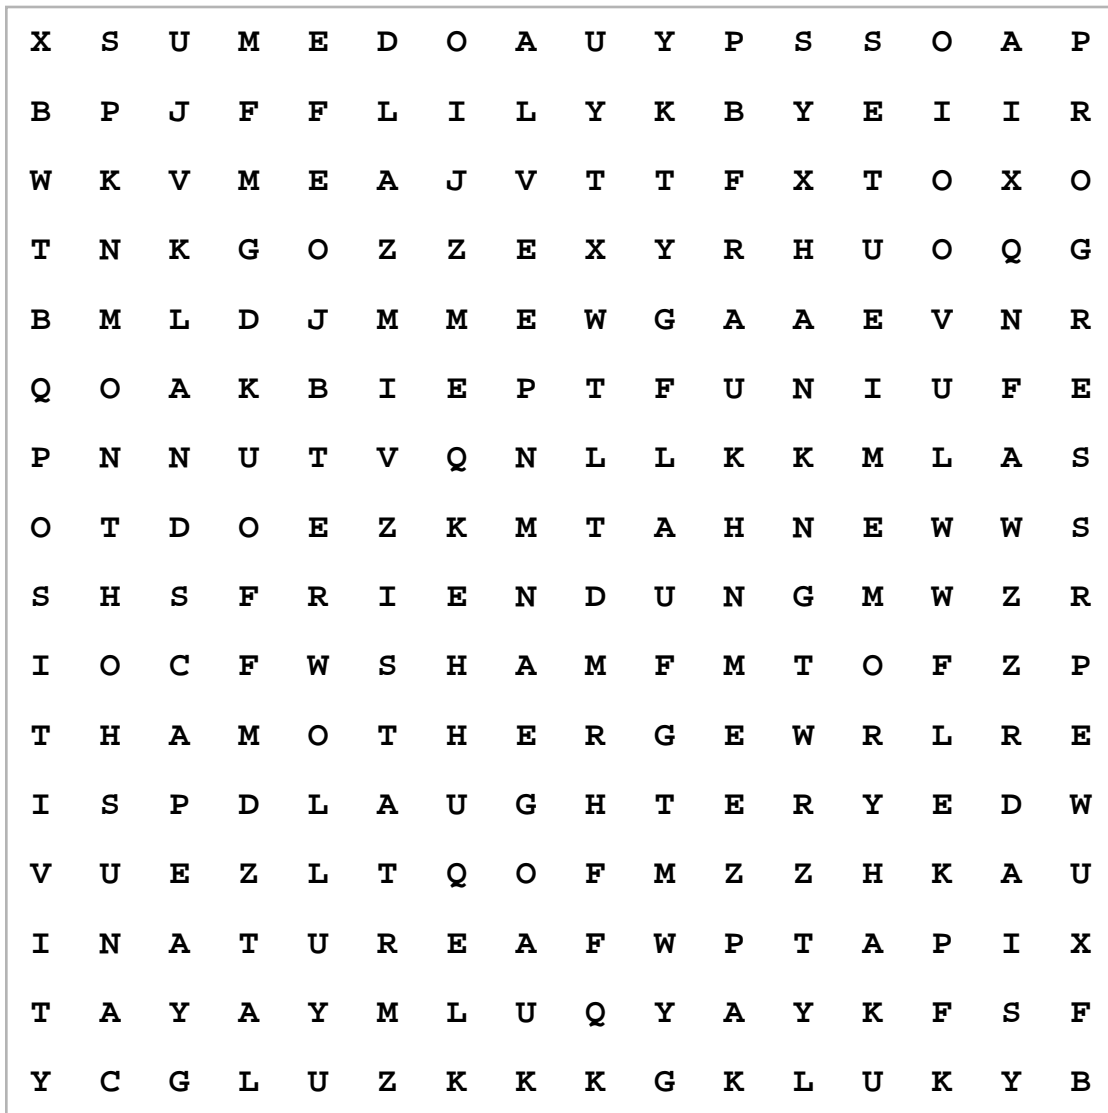 X S U M E D O A U Y P S S O A P
B P J F F L I L Y K B Y E I I R
W K V M E A J V T T F X T O X O
T N K G O Z Z E X Y R H U O Q G
B M L D J M M E W G A A E V N R
Q O A K B I E P T F U N I U F E
P N N U T V Q N L L K K M L A S
O T D O E Z K M T A H N E W W S
S H S F R I E N D U N G M W Z R
I O C F W S H A M F M T O F Z P
T H A M O T H E R G E W R L R E
I S P D L A U G H T E R Y E D W
V U E Z L T Q O F M Z Z H K A U
I N A T U R E A F W P T A P I X
T A Y A Y M L U Q Y A Y K F S F
Y C G L U Z K K K G K L U K Y B